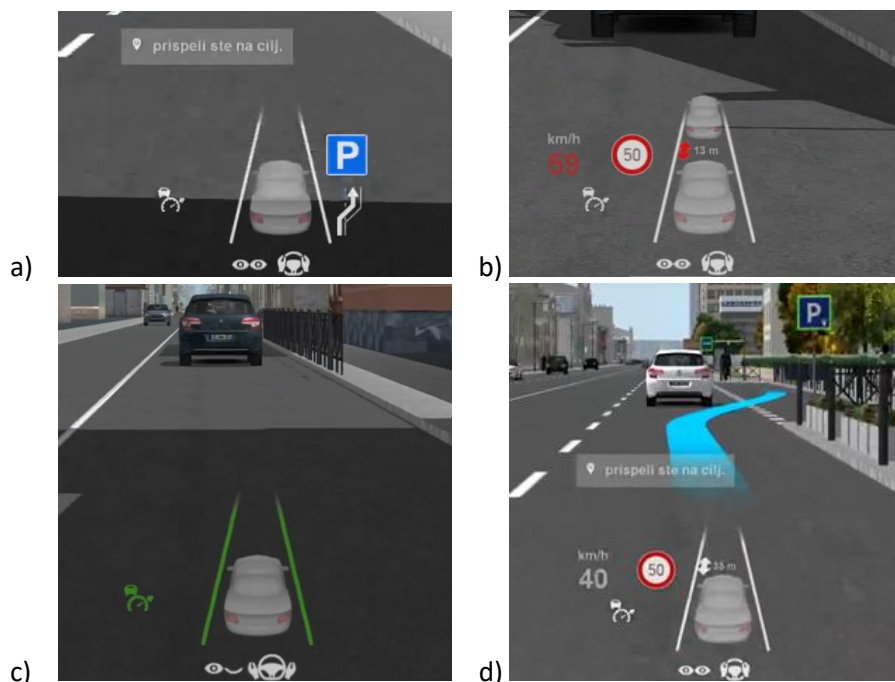 prispeli ste na cilj.
P
a)
km/h
59
50
13 m
b)
c)
P
prispeli ste na cilj.
km/h
40
50
35 m
d)